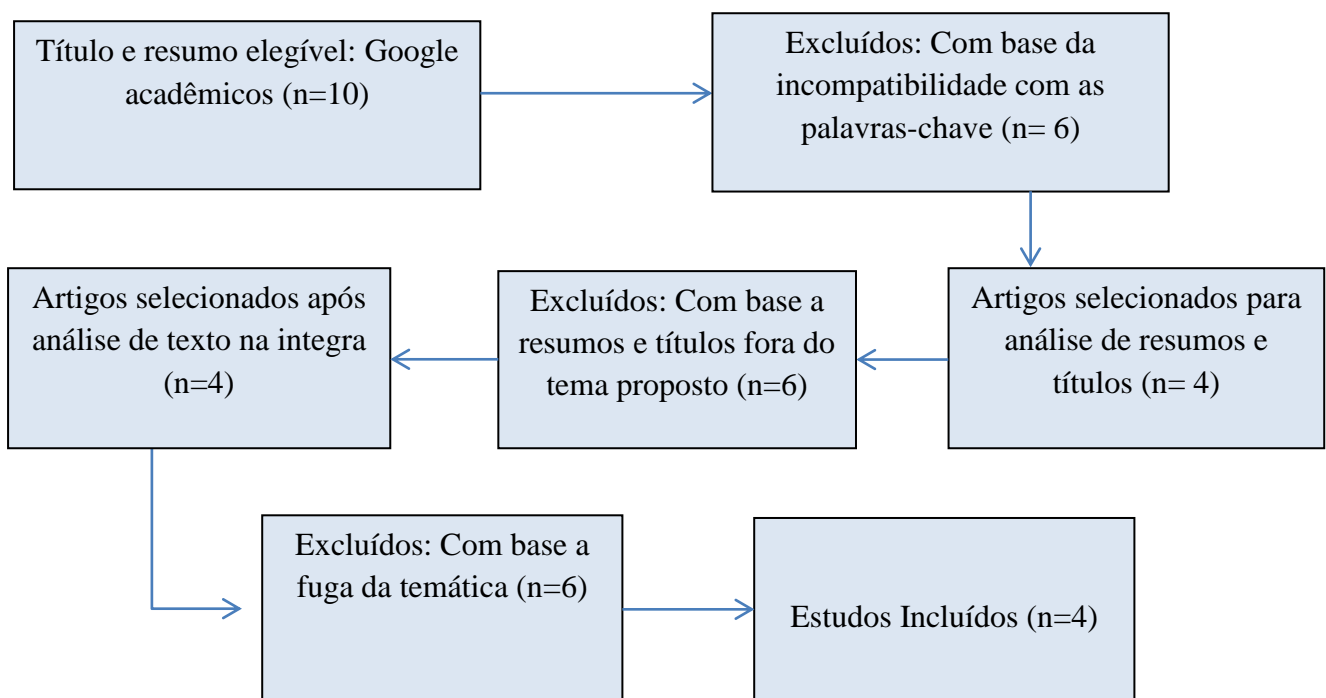 Título e resumo elegível: Google
acadêmicos (n=10)
Excluídos: Com base da
incompatibilidade com as
palavras-chave (n= 6)
Artigos selecionados para
análise de resumos e
títulos (n= 4)
Excluídos: Com base a
resumos e títulos fora do
tema proposto (n=6)
Artigos selecionados após
análise de texto na integra
(n=4)
Excluídos: Com base a
fuga da temática (n=6)
Estudos Incluídos (n=4)